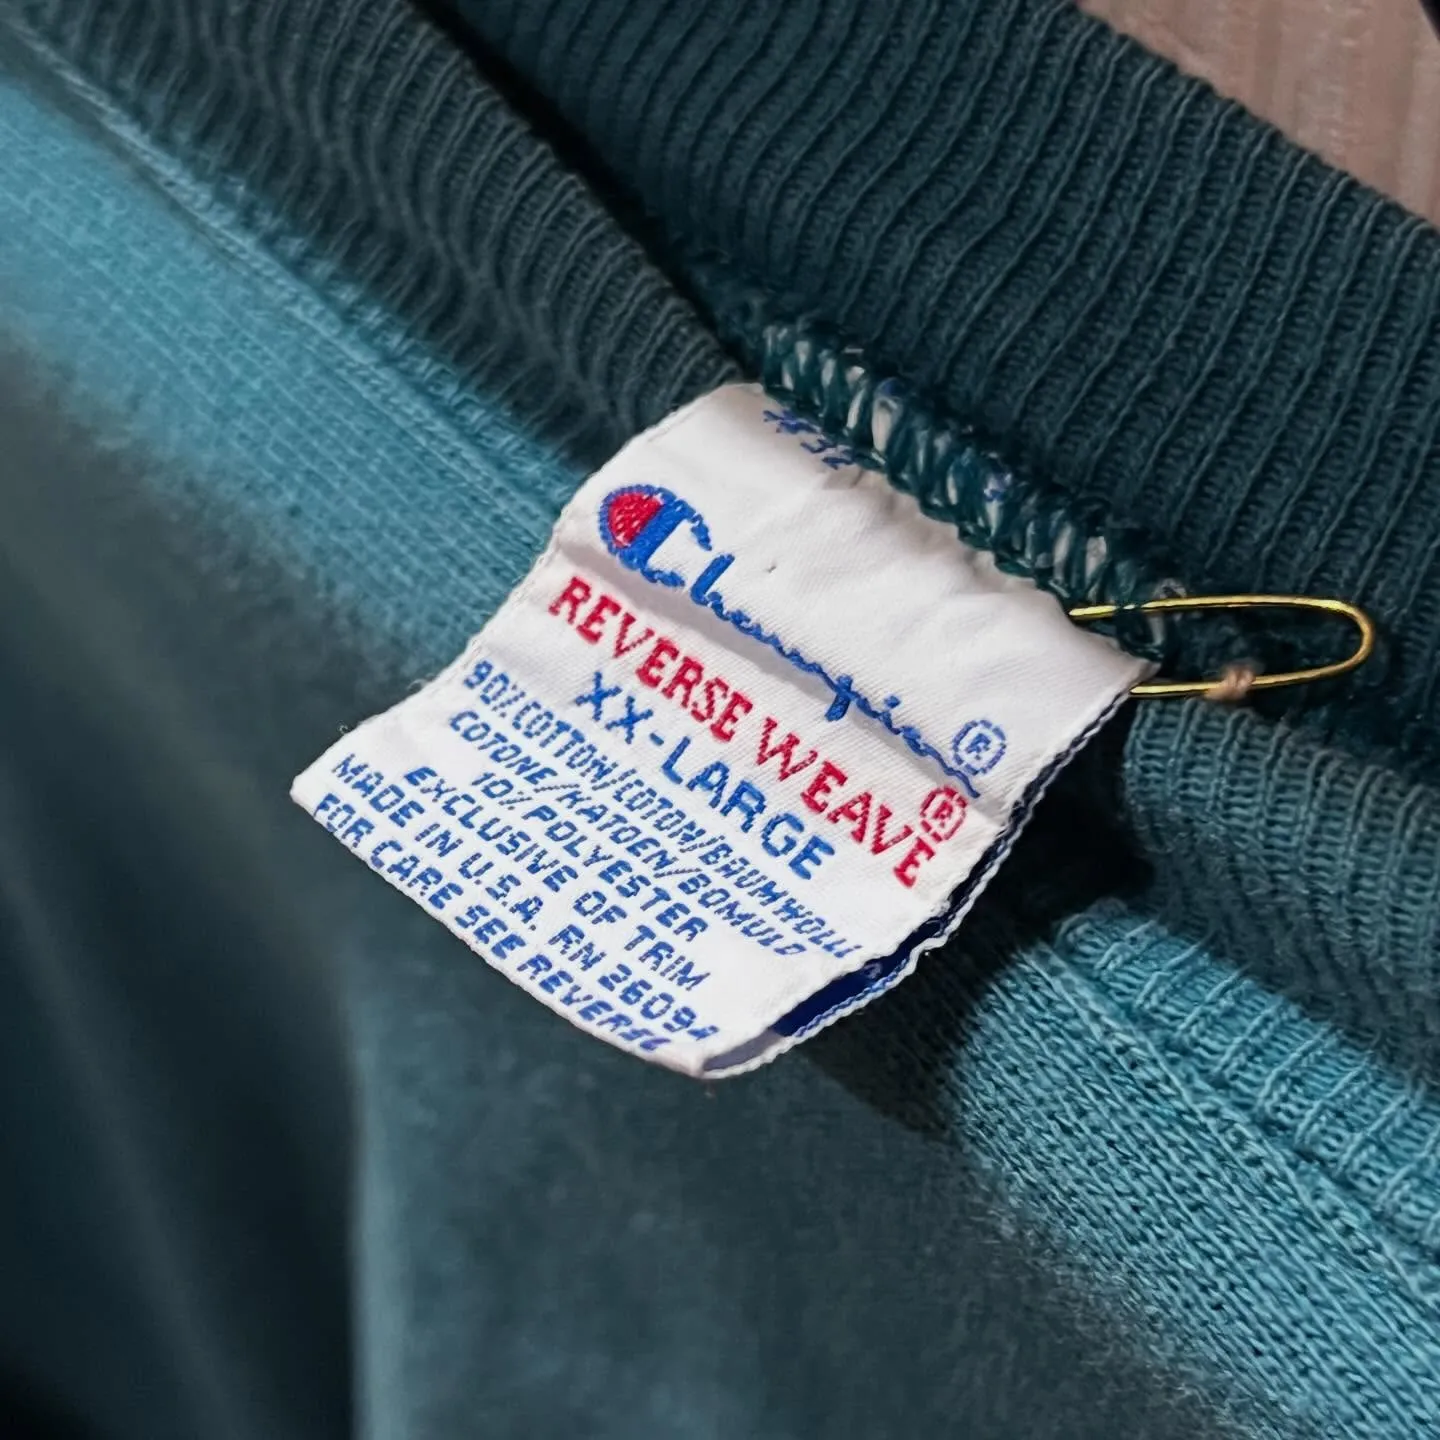 #32
Champion ®
REVERSE WEAVE ®
XX-LARGE
90% COTTON/COTON/BAUMWOLL
COTONE/KATOEN/BOMULD
10% POLYESTER
EXCLUSIVE OF TRIM
MADE IN U.S.A. RN 26094
FOR CARE SEE REVERSE